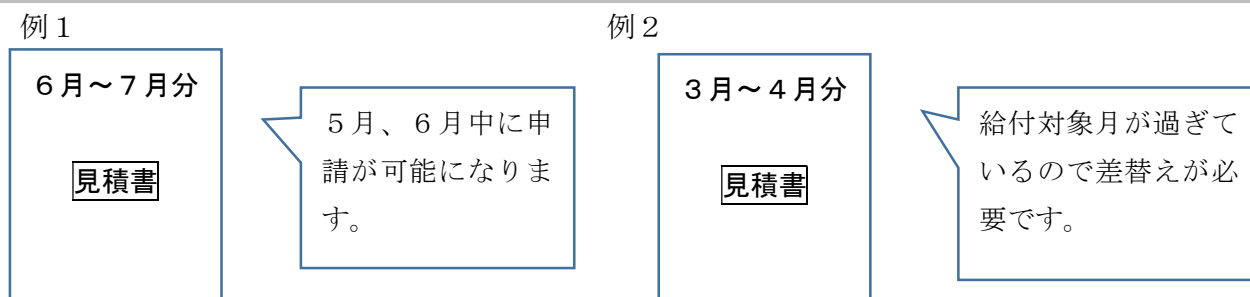 例１
６月～７月分
見積書
５月、６月中に申
請が可能になりま
す。
例２
３月～４月分
見積書
給付対象月が過ぎて
いるので差替えが必
要です。